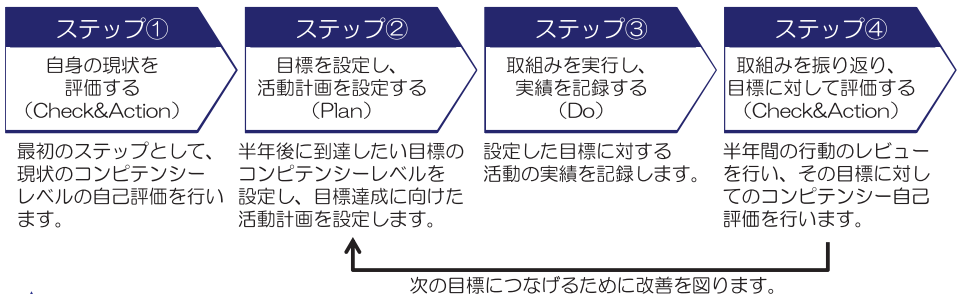 ステップ①
自身の現状を
評価する
（Check&Action）
最初のステップとして、
現状のコンピテンシー
レベルの自己評価を行い
ます。
ステップ②
目標を設定し、
活動計画を設定する
（Plan）
半年後に到達したい目標の
コンピテンシーレベルを
設定し、目標達成に向けた
活動計画を設定します。
ステップ③
取組みを実行し、
実績を記録する
（Do）
設定した目標に対する
活動の実績を記録します。
ステップ④
取組みを振り返り、
目標に対して評価する
（Check&Action）
半年間の行動のレビュー
を行い、その目標に対し
てのコンピテンシー自己
評価を行います。
次の目標につなげるために改善を図ります。